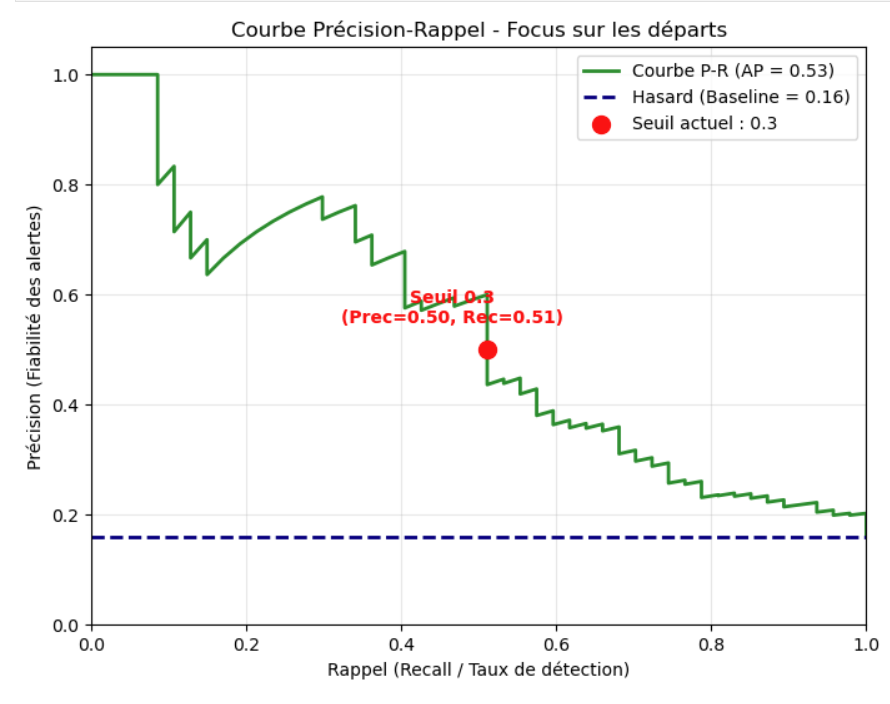 Courbe Précision-Rappel - Focus sur les départs
Courbe P-R (AP = 0.53)
Hasard (Baseline = 0.16)
Seuil actuel : 0.3
Précision (Fiabilité des alertes)
1.0
0.8
0.6
0.4
0.2
0.0
Seuil 0.3
(Prec=0.50, Rec=0.51)
0.0 0.2 0.4 0.6 0.8 1.0
Rappel (Recall / Taux de détection)